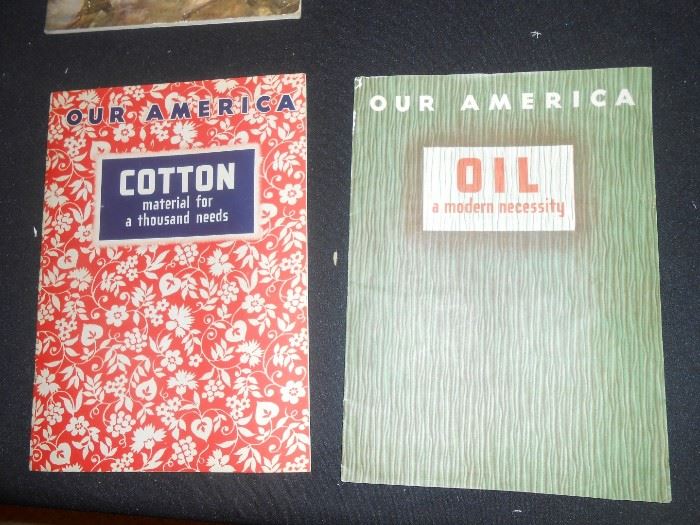 OUR AMERICA
COTTON
material for
a thousand needs
OUR AMERICA
OIL
a modern necessity